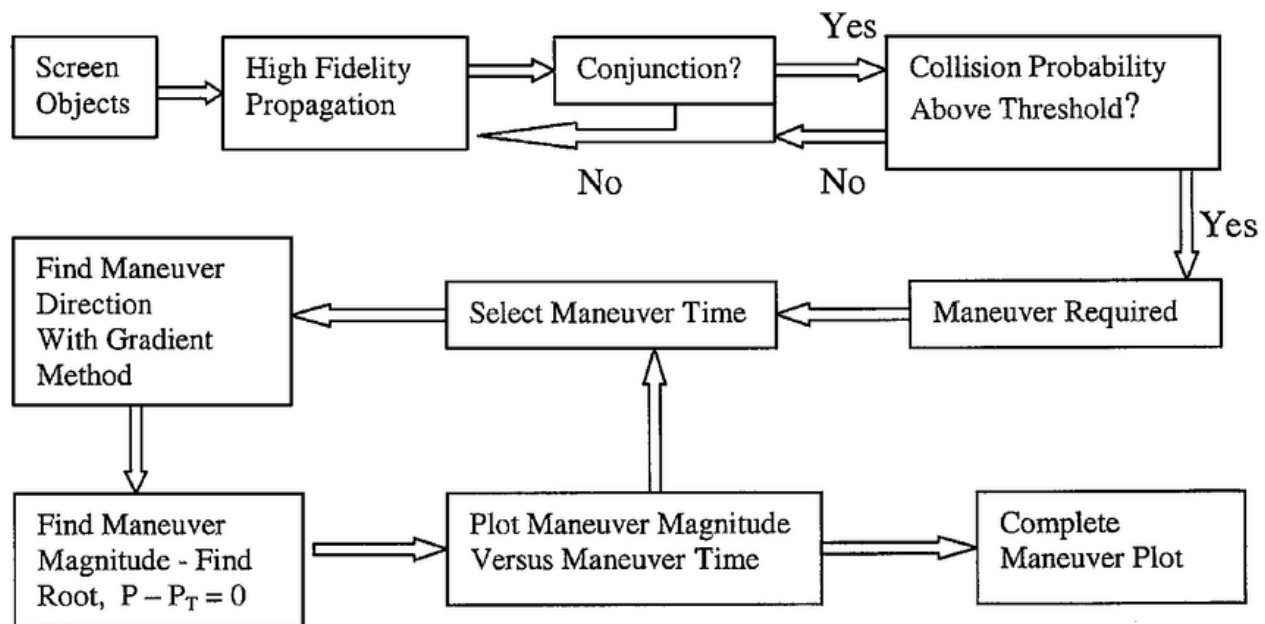 Screen
Objects
High Fidelity
Propagation
Conjunction?
Yes
Collision Probability
Above Threshold?
No
No
Yes
Find Maneuver
Direction
With Gradient
Method
Select Maneuver Time
Maneuver Required
Find Maneuver
Magnitude - Find
Root, P – P_T = 0
Plot Maneuver Magnitude
Versus Maneuver Time
Complete
Maneuver Plot